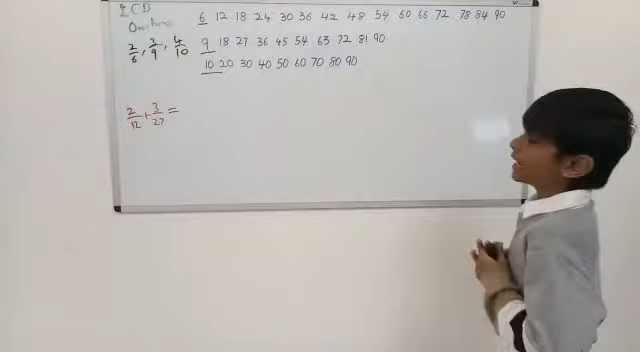 LCD
6 12 18 24 30 36 42 48 54 60 66 72 78 84 90
2/6, 3/9, 4/10
9 18 27 36 45 54 63 72 81 90
10 20 30 40 50 60 70 80 90
2/12 + 3/27 =